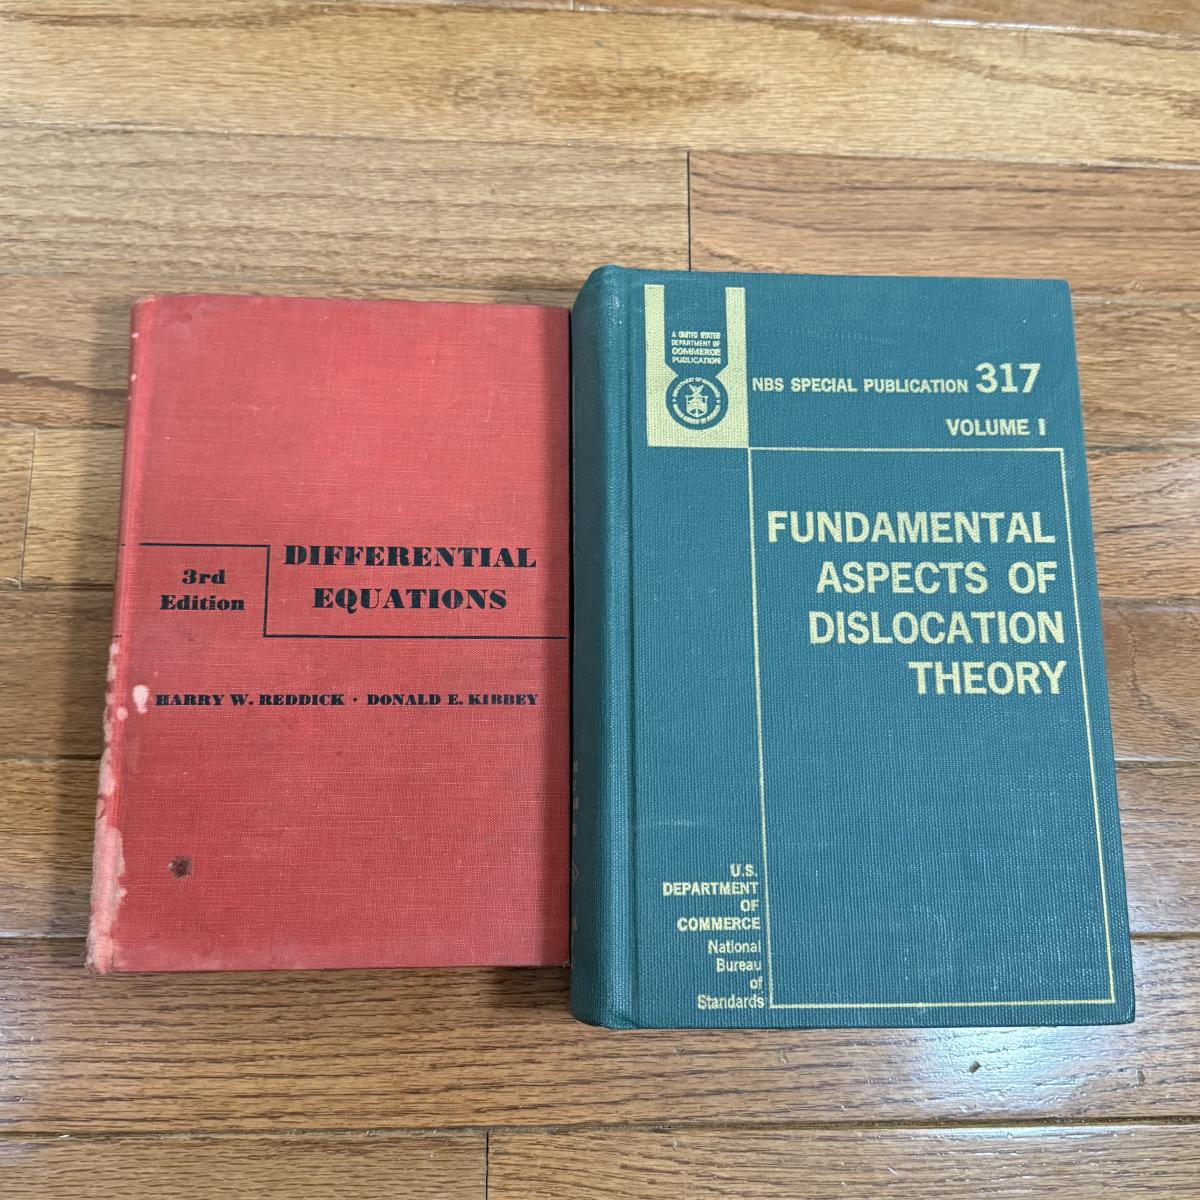 3rd
Edition
DIFFERENTIAL
EQUATIONS
HARRY W. REDDICK · DONALD E. KIBBEY
A UNITED STATES
DEPARTMENT OF
COMMERCE
PUBLICATION
NBS SPECIAL PUBLICATION 317
VOLUME I
FUNDAMENTAL
ASPECTS OF
DISLOCATION
THEORY
U.S.
DEPARTMENT
OF
COMMERCE
National
Bureau
of
Standards